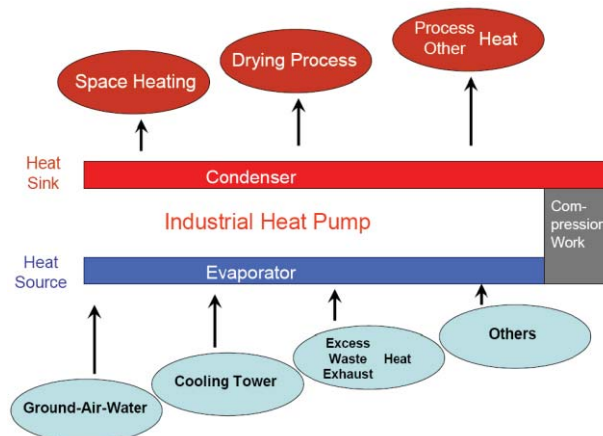 Space Heating
Drying Process
Process
Other
Heat
Heat
Sink
Condenser
Industrial Heat Pump
Com-
pression
Work
Heat
Source
Evaporator
Ground-Air-Water
Cooling Tower
Excess
Waste
Exhaust
Heat
Others